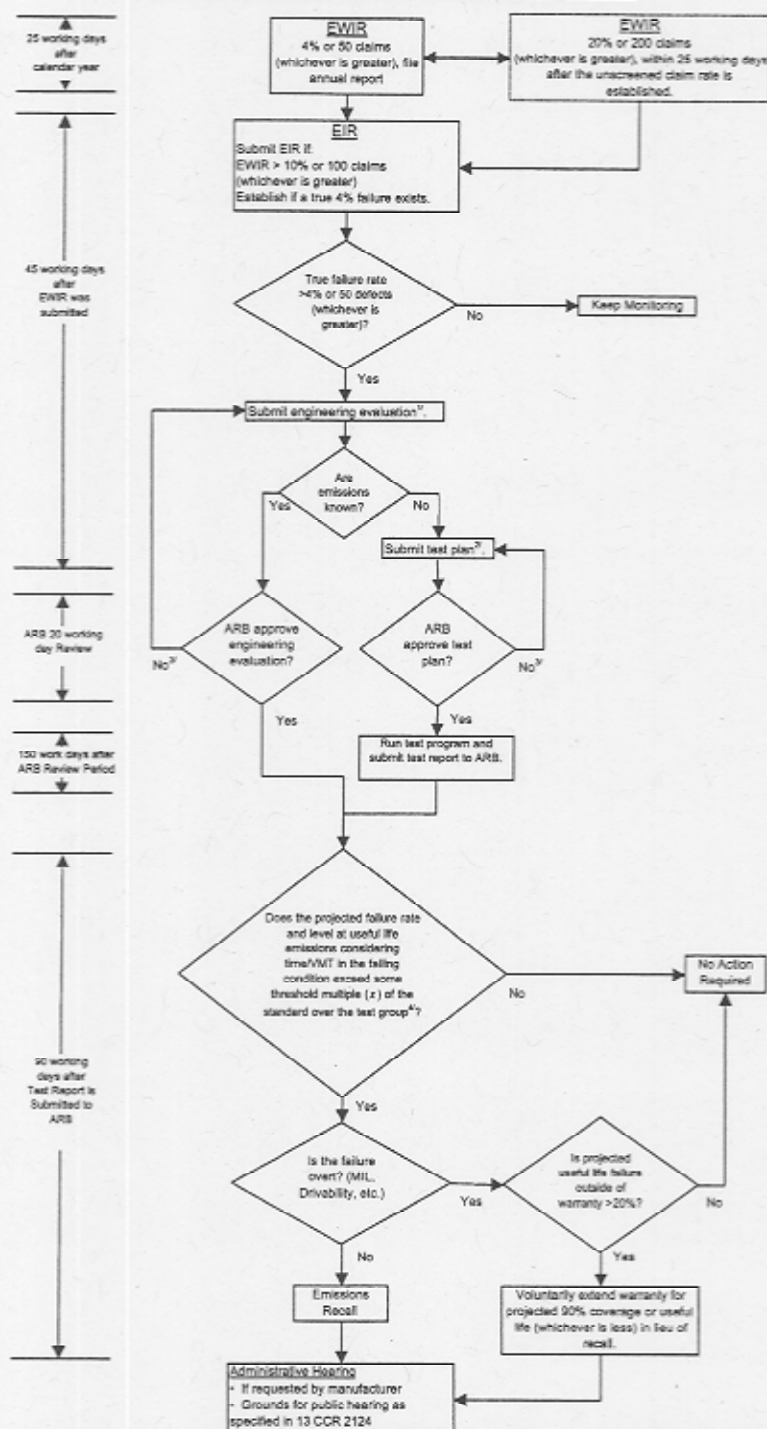 25 working days
after
calendar year
EWIR
4% or 50 claims
(whichever is greater), file
annual report
EWIR
20% or 200 claims
(whichever is greater), within 25 working days
after the unscreened claim rate is
established.
EIR
Submit EIR if:
EWIR > 10% or 100 claims
(whichever is greater)
Establish if a true 4% failure exists.
45 working days
after
EWIR was
submitted
True failure rate
>4% or 50 defects
(whichever is
greater)?
No
Keep Monitoring
Yes
Submit engineering evaluation1/.
Are
emissions
known?
Yes
No
Submit test plan2/.
ARB 20 working
day Review
ARB approve
engineering
evaluation?
No3/
ARB
approve test
plan?
No3/
Yes
Yes
150 work days after
ARB Review Period
Run test program and
submit test report to ARB.
Does the projected failure rate
and level at useful life
emissions considering
time/VMT in the failing
condition exceed some
threshold multiple (x) of the
standard over the test group4/?
No
No Action
Required
90 working
days after
Test Report is
Submitted to
ARB
Yes
Is the failure
overt? (MIL,
Drivability, etc.)
Yes
Is projected
useful life failure
outside of
warranty >20%?
No
No
Yes
Emissions
Recall
Voluntarily extend warranty for
projected 90% coverage or useful
life (whichever is less) in lieu of
recall.
Administrative Hearing
- If requested by manufacturer
- Grounds for public hearing as
specified in 13 CCR 2124